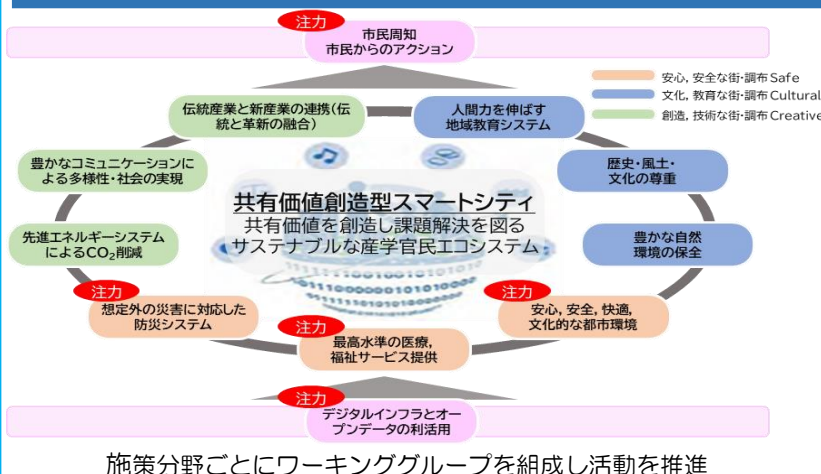 注力
市民周知
市民からのアクション
安心, 安全な街・調布 Safe
文化, 教育な街・調布 Cultural
創造, 技術な街・調布 Creative
伝統産業と新産業の連携(伝
統と革新の融合)
人間力を伸ばす
地域教育システム
豊かなコミュニケーションに
よる多様性・社会の実現
歴史・風土・
文化の尊重
共有価値創造型スマートシティ
共有価値を創造し課題解決を図る
サステナブルな産学官民エコシステム
先進エネルギーシステム
によるCO₂削減
豊かな自然
環境の保全
注力
想定外の災害に対応した
防災システム
注力
安心, 安全, 快適,
文化的な都市環境
注力
最高水準の医療,
福祉サービス提供
注力
デジタルインフラとオー
プンデータの利活用
施策分野ごとにワーキンググループを組成し活動を推進